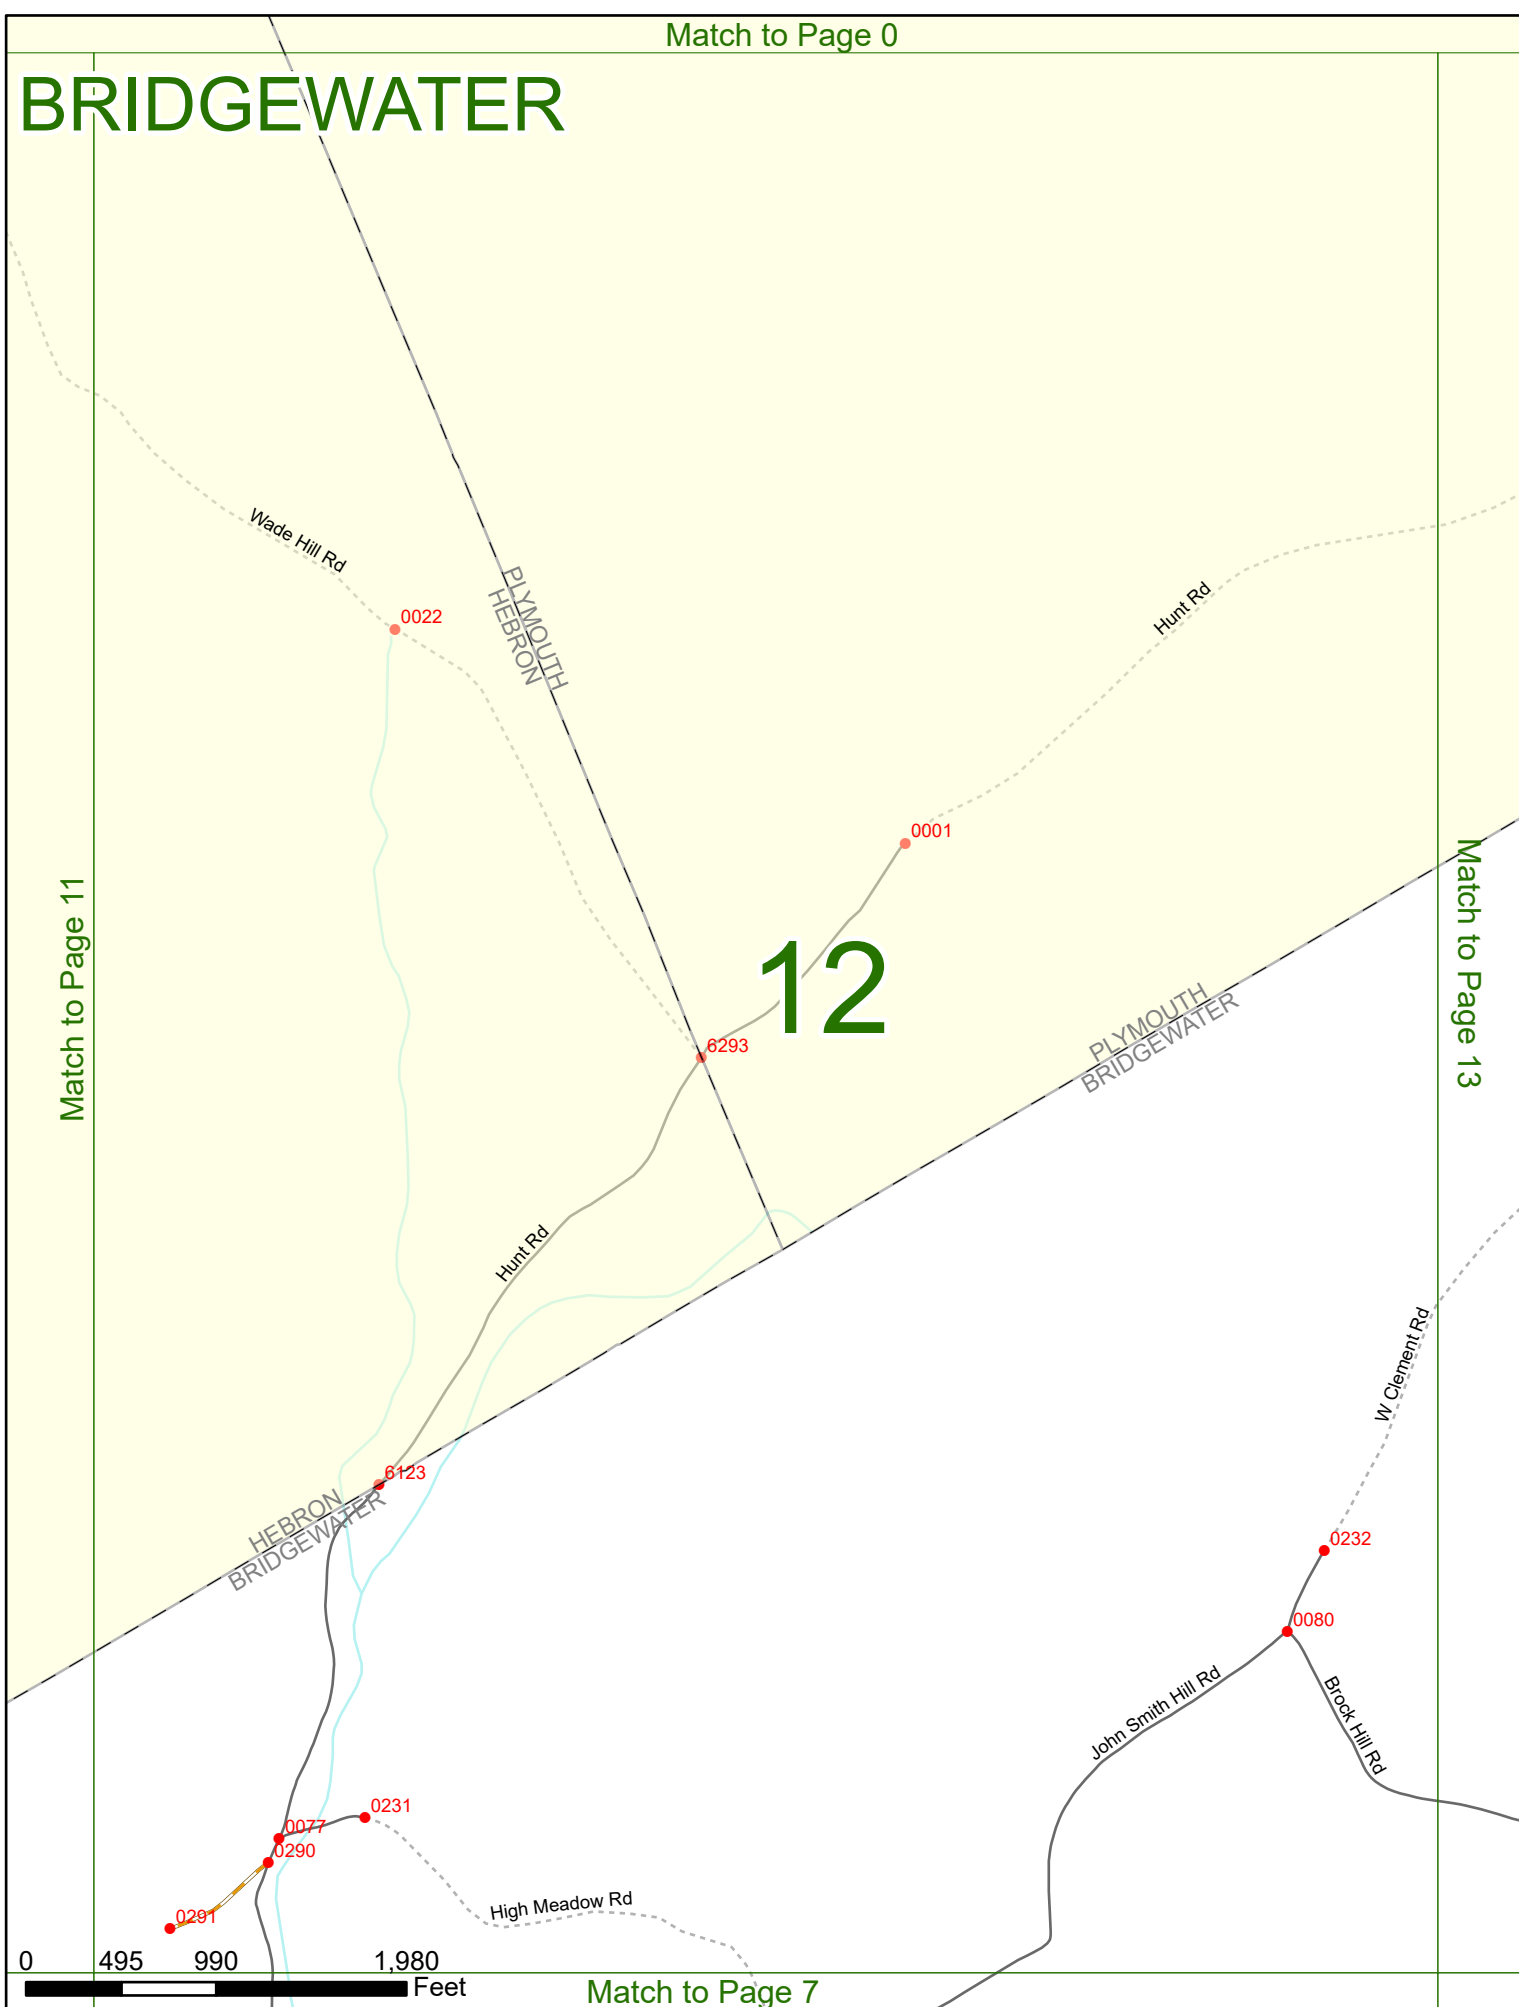 Match to Page 0
BRIDGEWATER
Wade Hill Rd
0022
PLYMOUTH
HEBRON
Hunt Rd
0001
Match to Page 11
12
Match to Page 13
6293
PLYMOUTH
BRIDGEWATER
Hunt Rd
W Clement Rd
6123
HEBRON
BRIDGEWATER
0232
0080
John Smith Hill Rd
Brock Hill Rd
0231
0077
0290
High Meadow Rd
0291
0 495 990 1,980
Feet
Match to Page 7